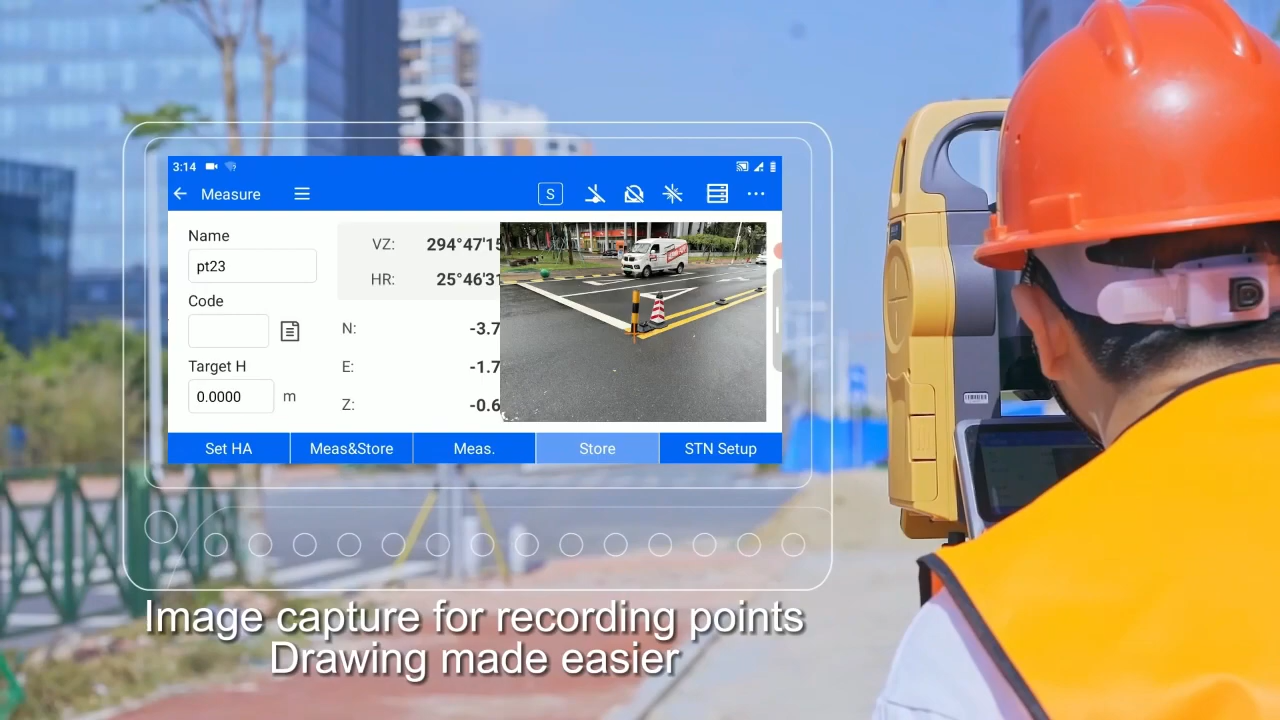 3:14
Measure
S
Name
pt23
VZ: 294°47'15
HR: 25°46'31
Code
N: -3.7
E: -1.7
Target H
0.0000 m
Z: -0.6
Set HA Meas&Store Meas. Store STN Setup
Image capture for recording points
Drawing made easier